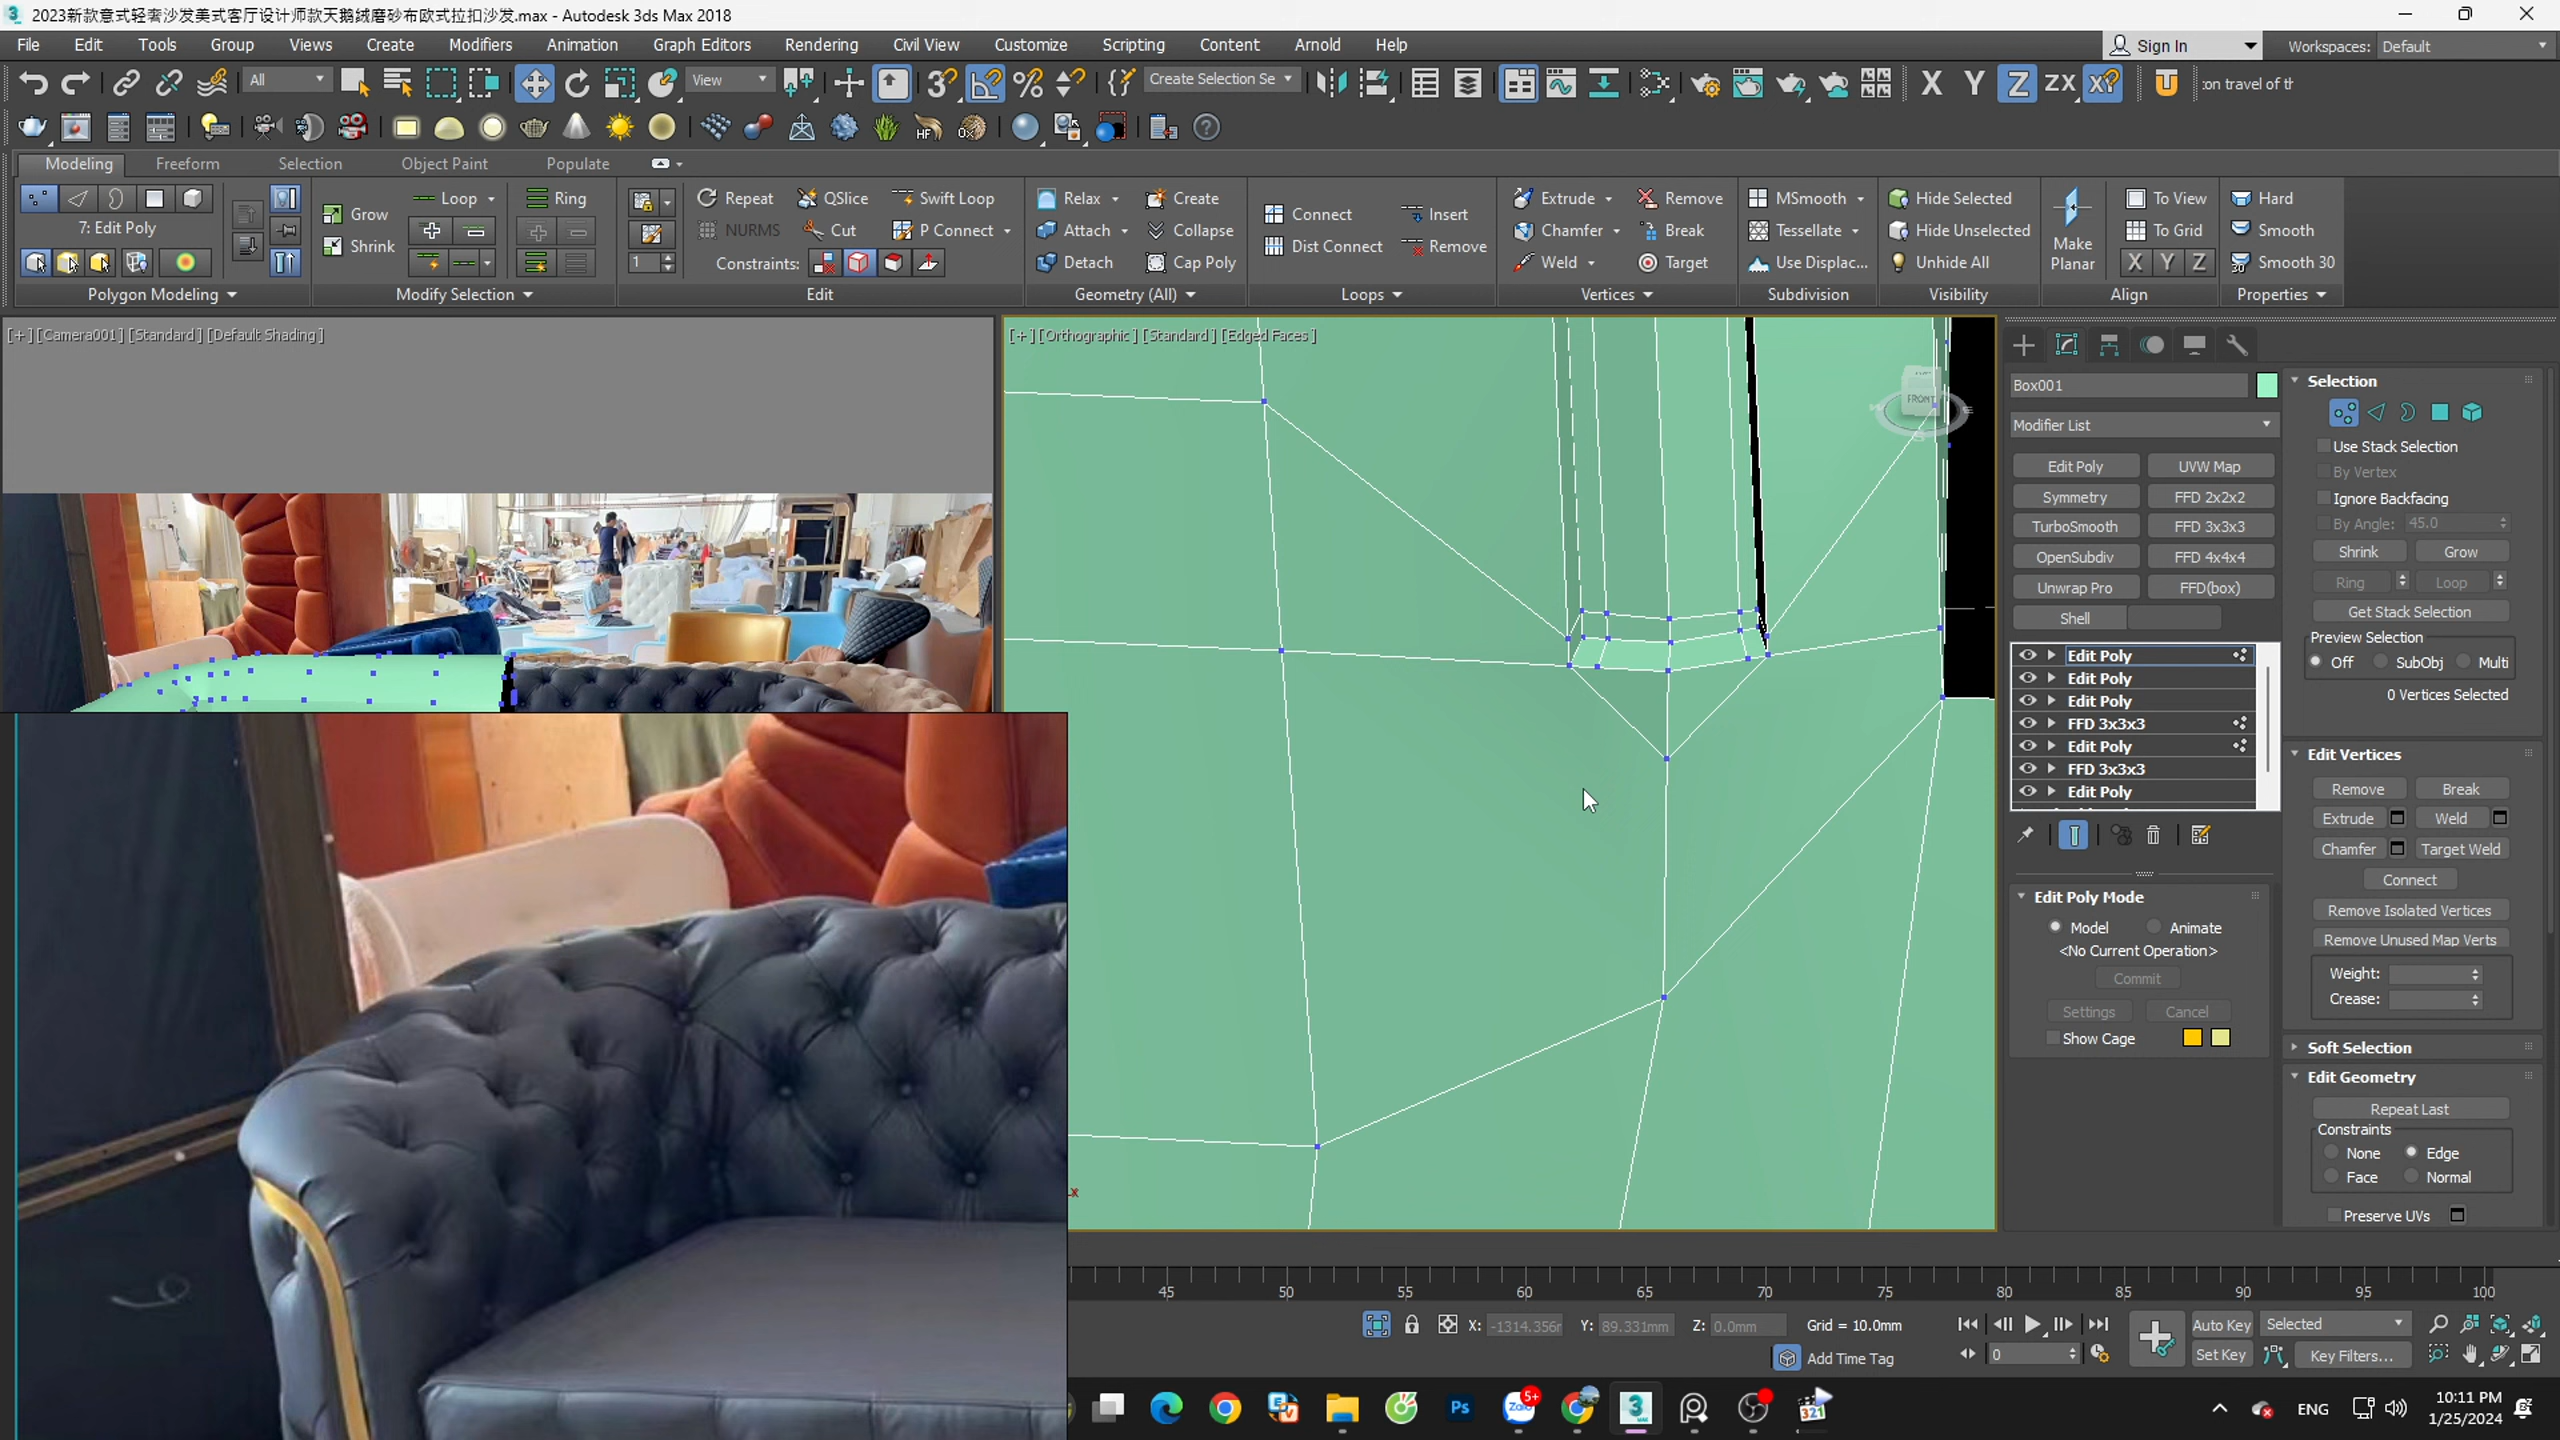 2023新款意式轻奢沙发美式客厅设计师款天鹅绒磨砂布欧式拉扣沙发.max - Autodesk 3ds Max 2018
File Edit Tools Group Views Create Modifiers Animation Graph Editors Rendering Civil View Customize Scripting Content Arnold Help
Sign In Workspaces: Default
All View Create Selection Se X Y Z ZX XY :on travel of th
Modeling Freeform Selection Object Paint Populate
Loop Ring Repeat QSlice Swift Loop Relax Create Extrude Remove MSmooth Hide Selected To View Hard
Grow Connect Insert
7: Edit Poly NURMS Cut P Connect Attach Collapse Chamfer Break Tessellate Hide Unselected Make Planar To Grid Smooth
Shrink Dist Connect Remove
1 Constraints: Detach Cap Poly Weld Target Use Displac... Unhide All X Y Z Smooth 30
Polygon Modeling Modify Selection Edit Geometry (All) Loops Vertices Subdivision Visibility Align Properties
[+] [Camera001] [Standard] [Default Shading]
[+] [Orthographic] [Standard] [Edged Faces]
FRONT
Box001
Modifier List
Edit Poly UVW Map
Symmetry FFD 2x2x2
TurboSmooth FFD 3x3x3
OpenSubdiv FFD 4x4x4
Unwrap Pro FFD(box)
Shell
Edit Poly
Edit Poly
Edit Poly
FFD 3x3x3
Edit Poly
FFD 3x3x3
Edit Poly
Edit Poly Mode
Model Animate
<No Current Operation>
Commit
Settings Cancel
Show Cage
Selection
Use Stack Selection
By Vertex
Ignore Backfacing
By Angle: 45.0
Shrink Grow
Ring Loop
Get Stack Selection
Preview Selection
Off SubObj Multi
0 Vertices Selected
Edit Vertices
Remove Break
Extrude Weld
Chamfer Target Weld
Connect
Remove Isolated Vertices
Remove Unused Map Verts
Weight:
Crease:
Soft Selection
Edit Geometry
Repeat Last
Constraints
None Edge
Face Normal
Preserve UVs
x
45 50 55 60 65 70 75 80 85 90 95 100
X: -1314.356r Y: 89.331mm Z: 0.0mm Grid = 10.0mm
Add Time Tag
0
Auto Key Selected
Set Key Key Filters...
Ps Zalo 5+ 3 MAX 321
ENG 10:11 PM
1/25/2024